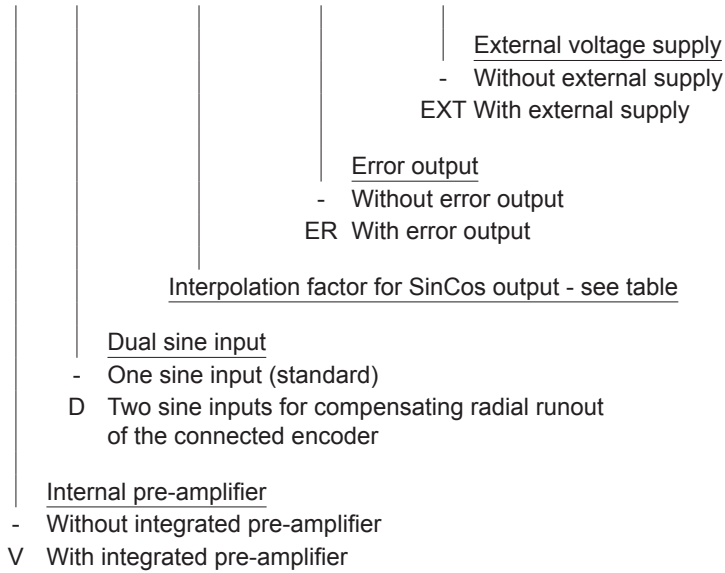 External voltage supply
- Without external supply
EXT With external supply
Error output
- Without error output
ER With error output
Interpolation factor for SinCos output - see table
Dual sine input
- One sine input (standard)
D Two sine inputs for compensating radial runout
of the connected encoder
Internal pre-amplifier
- Without integrated pre-amplifier
V With integrated pre-amplifier